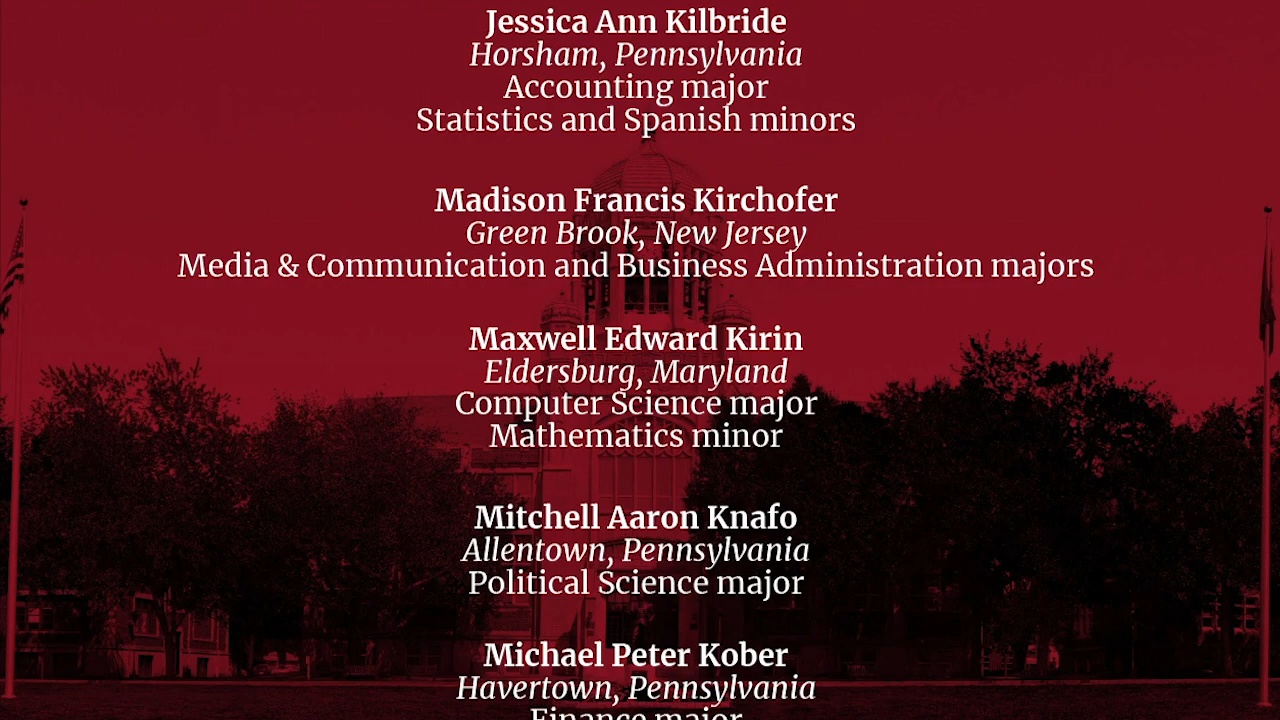 Jessica Ann Kilbride
Horsham, Pennsylvania
Accounting major
Statistics and Spanish minors
Madison Francis Kirchofer
Green Brook, New Jersey
Media & Communication and Business Administration majors
Maxwell Edward Kirin
Eldersburg, Maryland
Computer Science major
Mathematics minor
Mitchell Aaron Knafo
Allentown, Pennsylvania
Political Science major
Michael Peter Kober
Havertown, Pennsylvania
Finance major